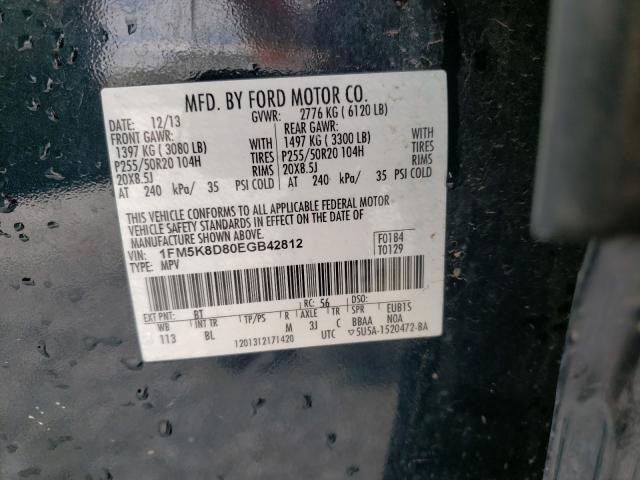 MFD. BY FORD MOTOR CO.
DATE: 12/13 GVWR: 2776 KG ( 6120 LB)
FRONT GAWR: REAR GAWR:
1397 KG ( 3080 LB) 1497 KG ( 3300 LB)
P255/50R20 104H TIRES P255/50R20 104H TIRES
20X8.5J RIMS 20X8.5J RIMS
AT 240 kPa/ 35 PSI COLD AT 240 kPa/ 35 PSI COLD
THIS VEHICLE CONFORMS TO ALL APPLICABLE FEDERAL MOTOR
VEHICLE SAFETY STANDARDS IN EFFECT ON THE DATE OF
MANUFACTURE SHOWN ABOVE.
VIN: 1FM5K8D80EGB42812 F0184
TYPE: MPV T0129
EXT PNT: BT RC: 56 DSO:
WB INT TR TP/PS R AXLE TR SPR EUB1S
113 BL M 3J C BBAA N0A
1201312171420 UTC 5U5A-1520472-BA